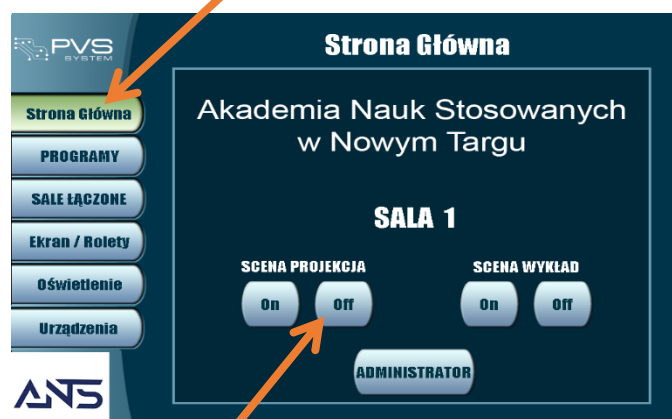 PVS
SYSTEM
Strona Główna
Strona Główna
PROGRAMY
SALE ŁĄCZONE
Ekran / Rolety
Oświetlenie
Urządzenia
ANS
Akademia Nauk Stosowanych
w Nowym Targu
SALA 1
SCENA PROJEKCJA
On Off
SCENA WYKŁAD
On Off
ADMINISTRATOR